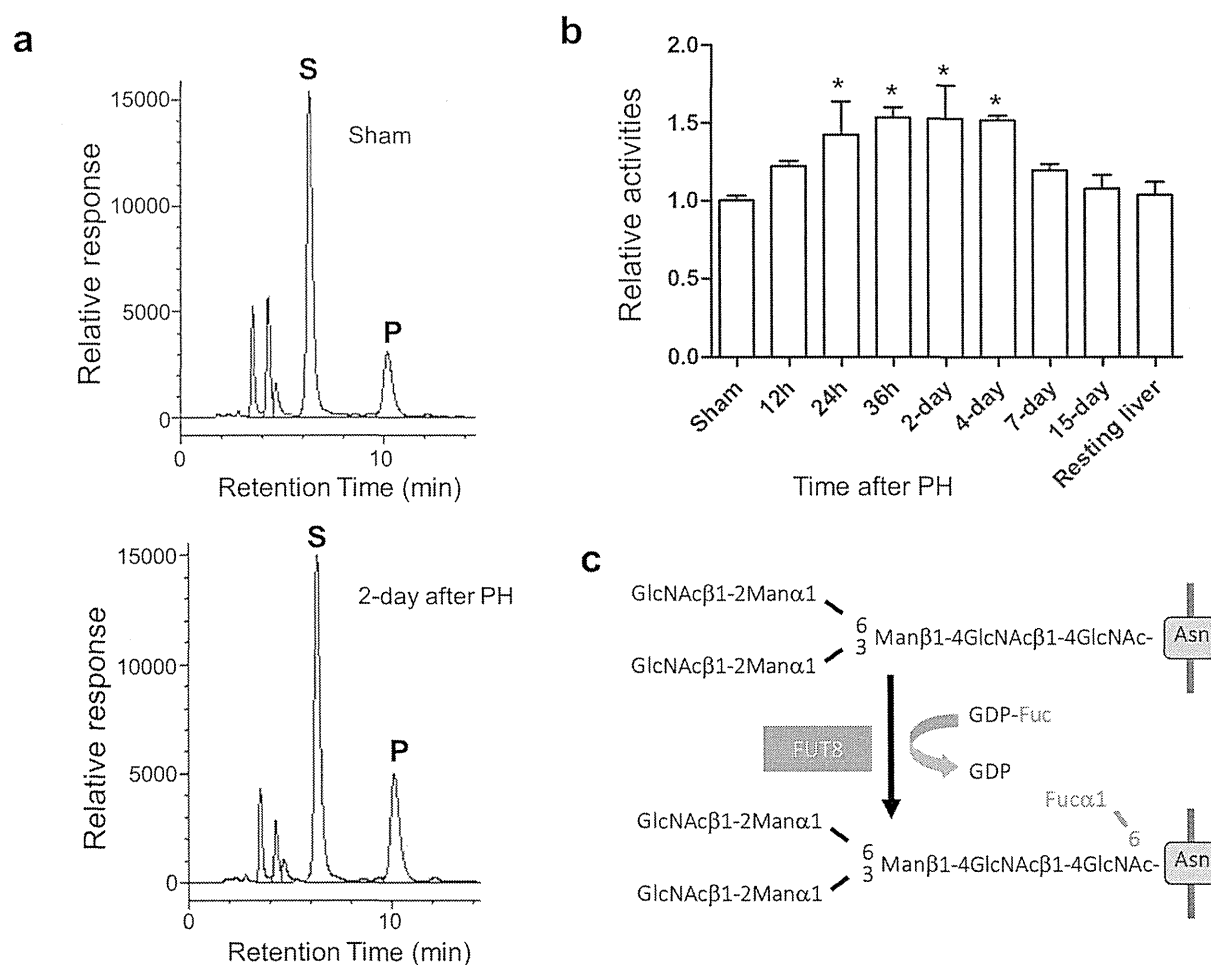 a
S
15000
Sham
10000
Relative response
5000
P
0
0 10
Retention Time (min)
S
15000
2-day after PH
10000
Relative response
P
5000
0
0 10
Retention Time (min)
b
2.0
* * * *
1.5
Relative activities
1.0
0.5
0.0
Sham 12h 24h 36h 2-day 4-day 7-day 15-day Resting liver
Time after PH
c
GlcNAcβ1-2Manα1
6
3 Manβ1-4GlcNAcβ1-4GlcNAc- Asn
GlcNAcβ1-2Manα1
GDP-Fuc
FUT8
GDP
Fucα1
6
GlcNAcβ1-2Manα1
6
3 Manβ1-4GlcNAcβ1-4GlcNAc- Asn
GlcNAcβ1-2Manα1